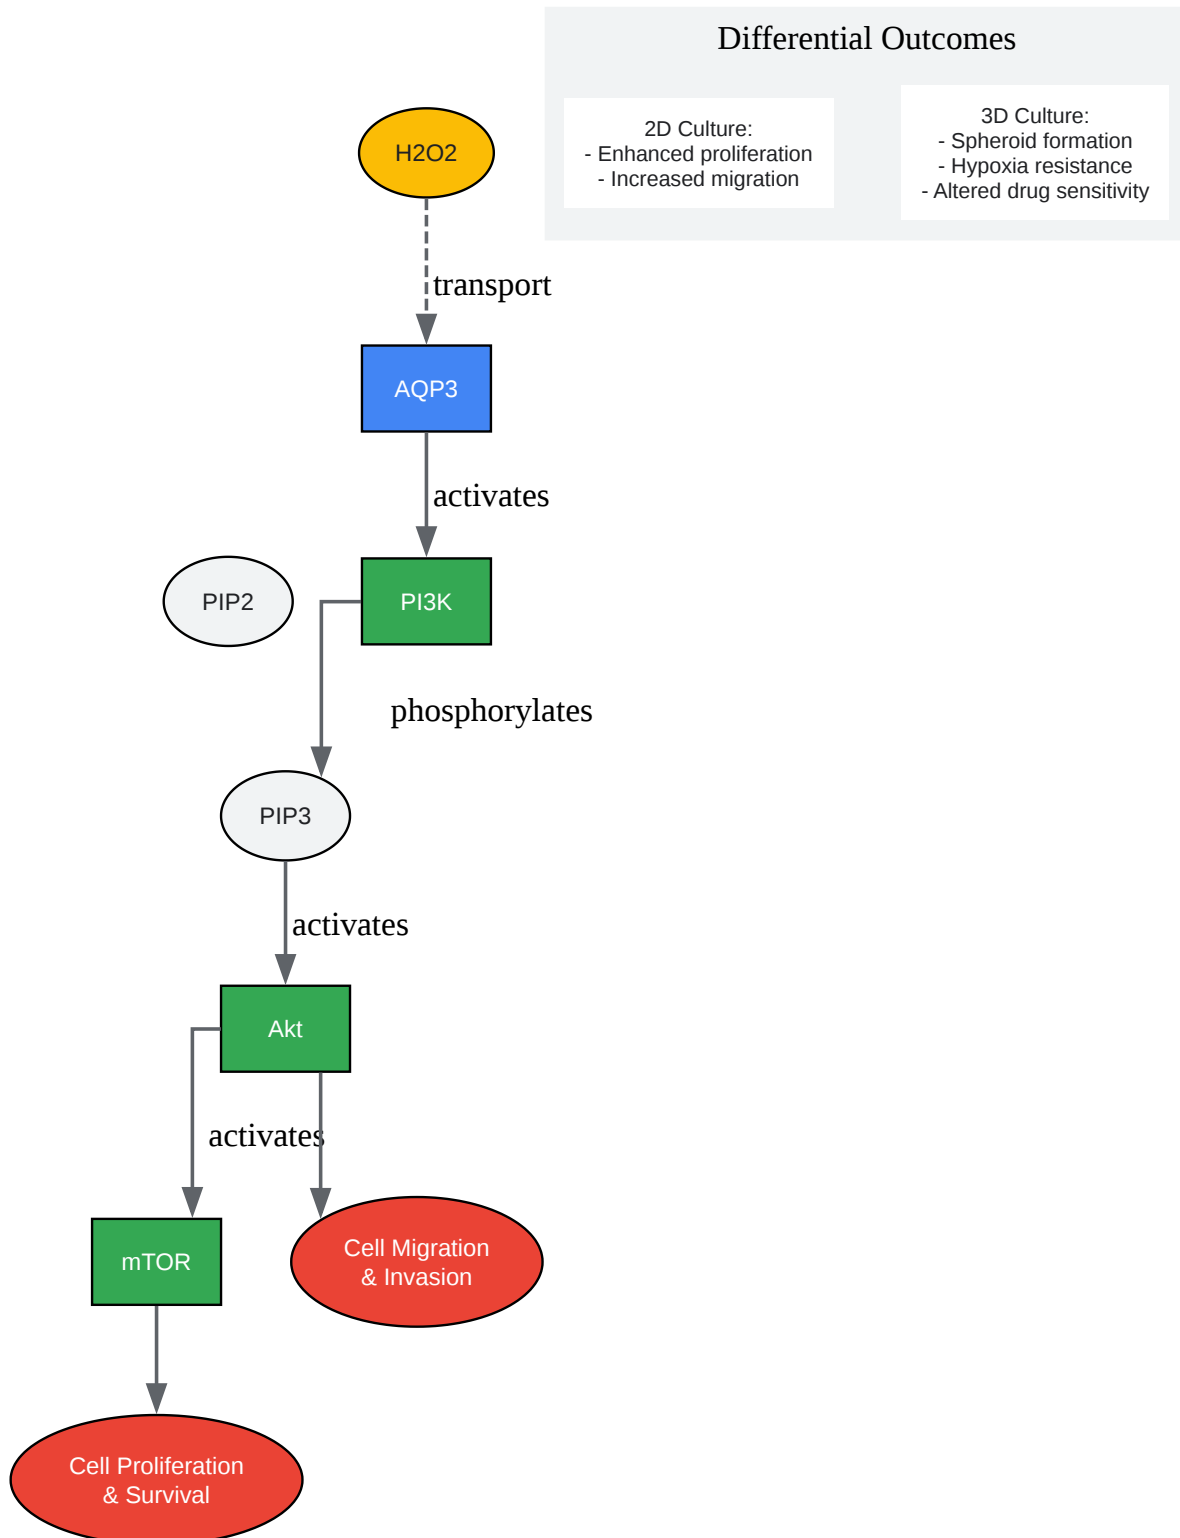 Differential Outcomes
2D Culture:
- Enhanced proliferation
- Increased migration
3D Culture:
- Spheroid formation
- Hypoxia resistance
- Altered drug sensitivity
H2O2
transport
AQP3
activates
PIP2
PI3K
phosphorylates
PIP3
activates
Akt
activates
mTOR
Cell Migration
& Invasion
Cell Proliferation
& Survival